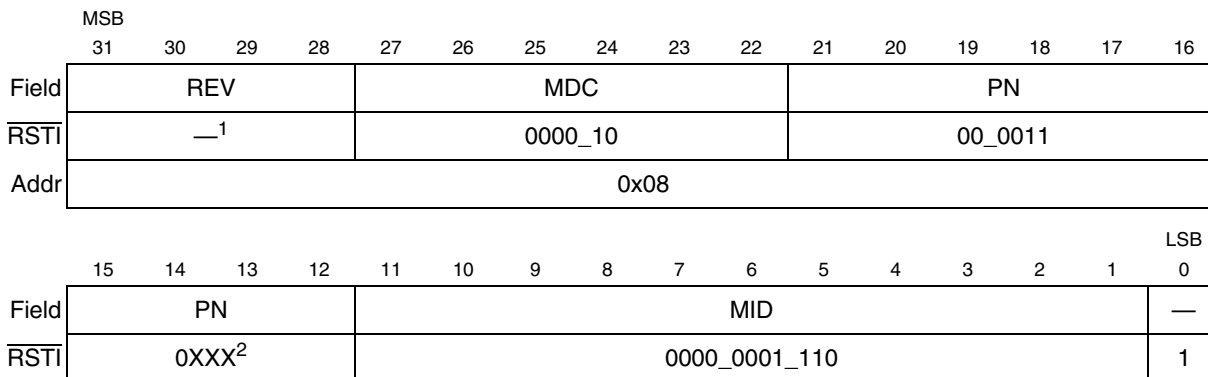 MSB
31 30 29 28 27 26 25 24 23 22 21 20 19 18 17 16
Field REV MDC PN
RSTI —1 0000_10 00_0011
Addr 0x08
LSB
15 14 13 12 11 10 9 8 7 6 5 4 3 2 1 0
Field PN MID —
RSTI 0XXX2 0000_0001_110 1